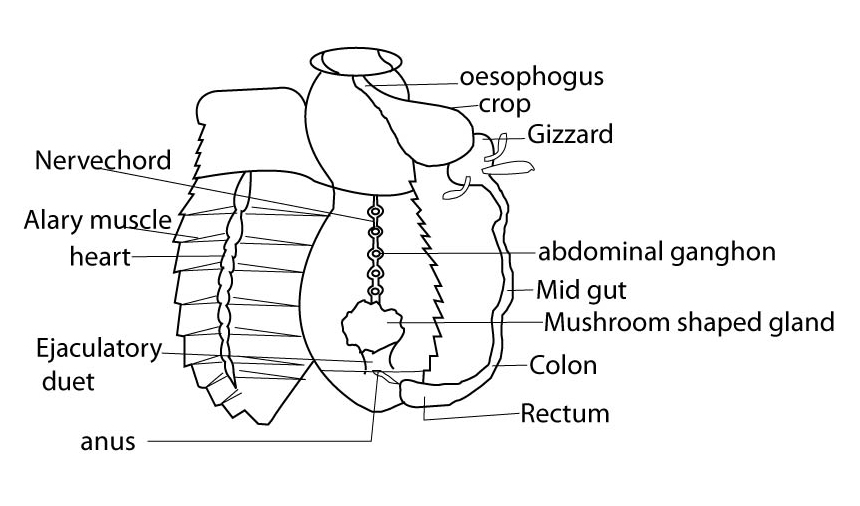 oesophogus
crop
Gizzard
Nervechord
Alary muscle
heart
abdominal ganghon
Mid gut
Mushroom shaped gland
Ejaculatory
duet
Colon
Rectum
anus